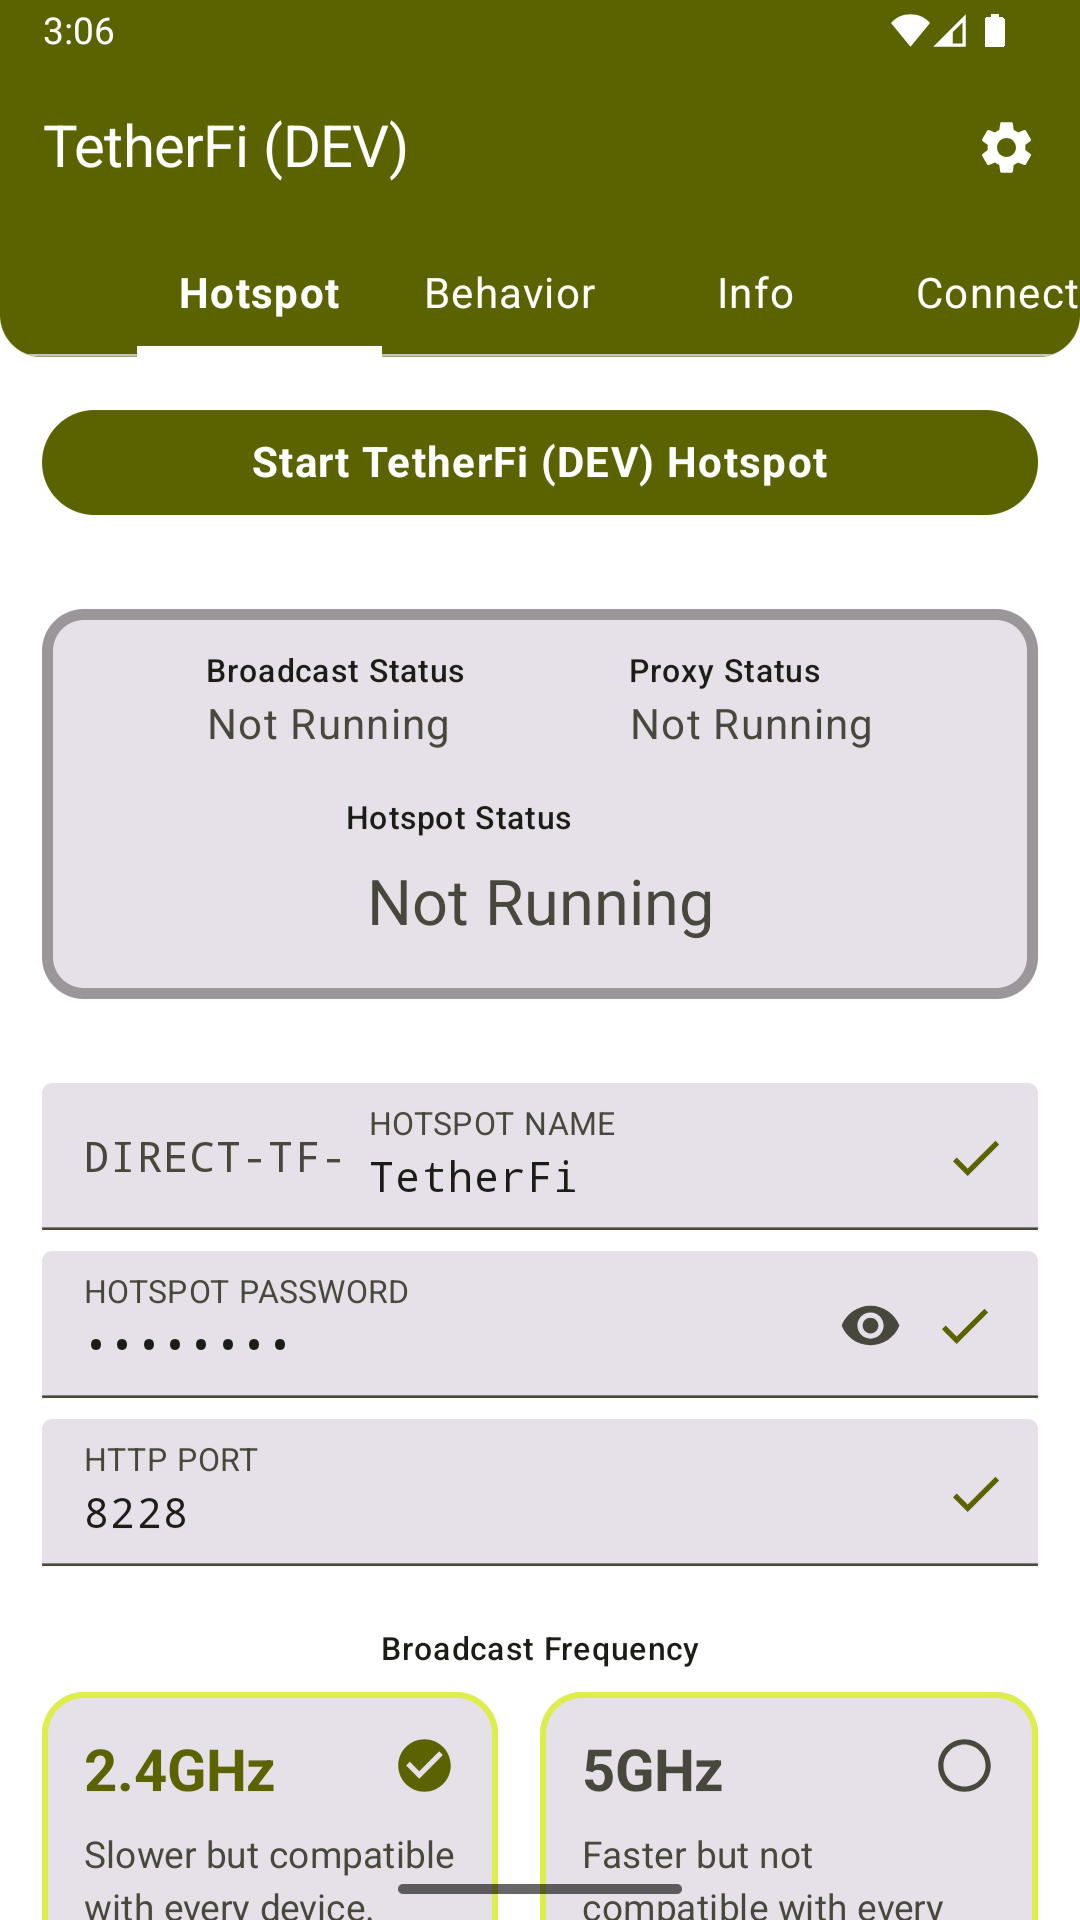 3:06
TetherFi (DEV)
Hotspot Behavior Info Connect
Start TetherFi (DEV) Hotspot
Broadcast Status Proxy Status
Not Running Not Running
Hotspot Status
Not Running
HOTSPOT NAME
DIRECT-TF- TetherFi
HOTSPOT PASSWORD
••••••••
HTTP PORT
8228
Broadcast Frequency
2.4GHz 5GHz
Slower but compatible Faster but not
with every device. compatible with every